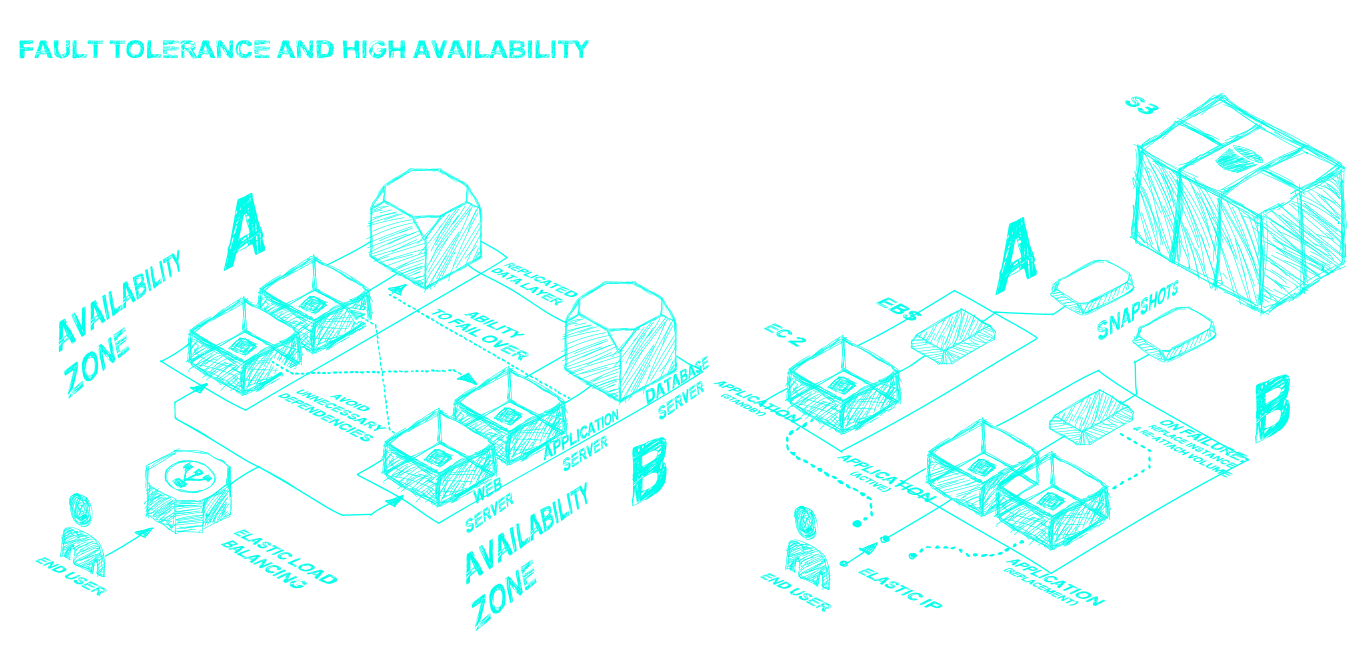 FAULT TOLERANCE AND HIGH AVAILABILITY
A
AVAILABILITY
ZONE
REPLICATED
DATA LAYER
ABILITY
TO FAIL OVER
AVOID
UNNECESSARY
DEPENDENCIES
DATABASE
SERVER
APPLICATION
SERVER
WEB
SERVER
B
AVAILABILITY
ZONE
ELASTIC LOAD
BALANCING
END USER
S3
A
SNAPSHOTS
EBS
EC 2
APPLICATION
(STANDBY)
B
ON FAILURE:
REPLACE INSTANCE
& RE-ATTACH VOLUME
APPLICATION
(ACTIVE)
APPLICATION
(REPLACEMENT)
ELASTIC IP
END USER